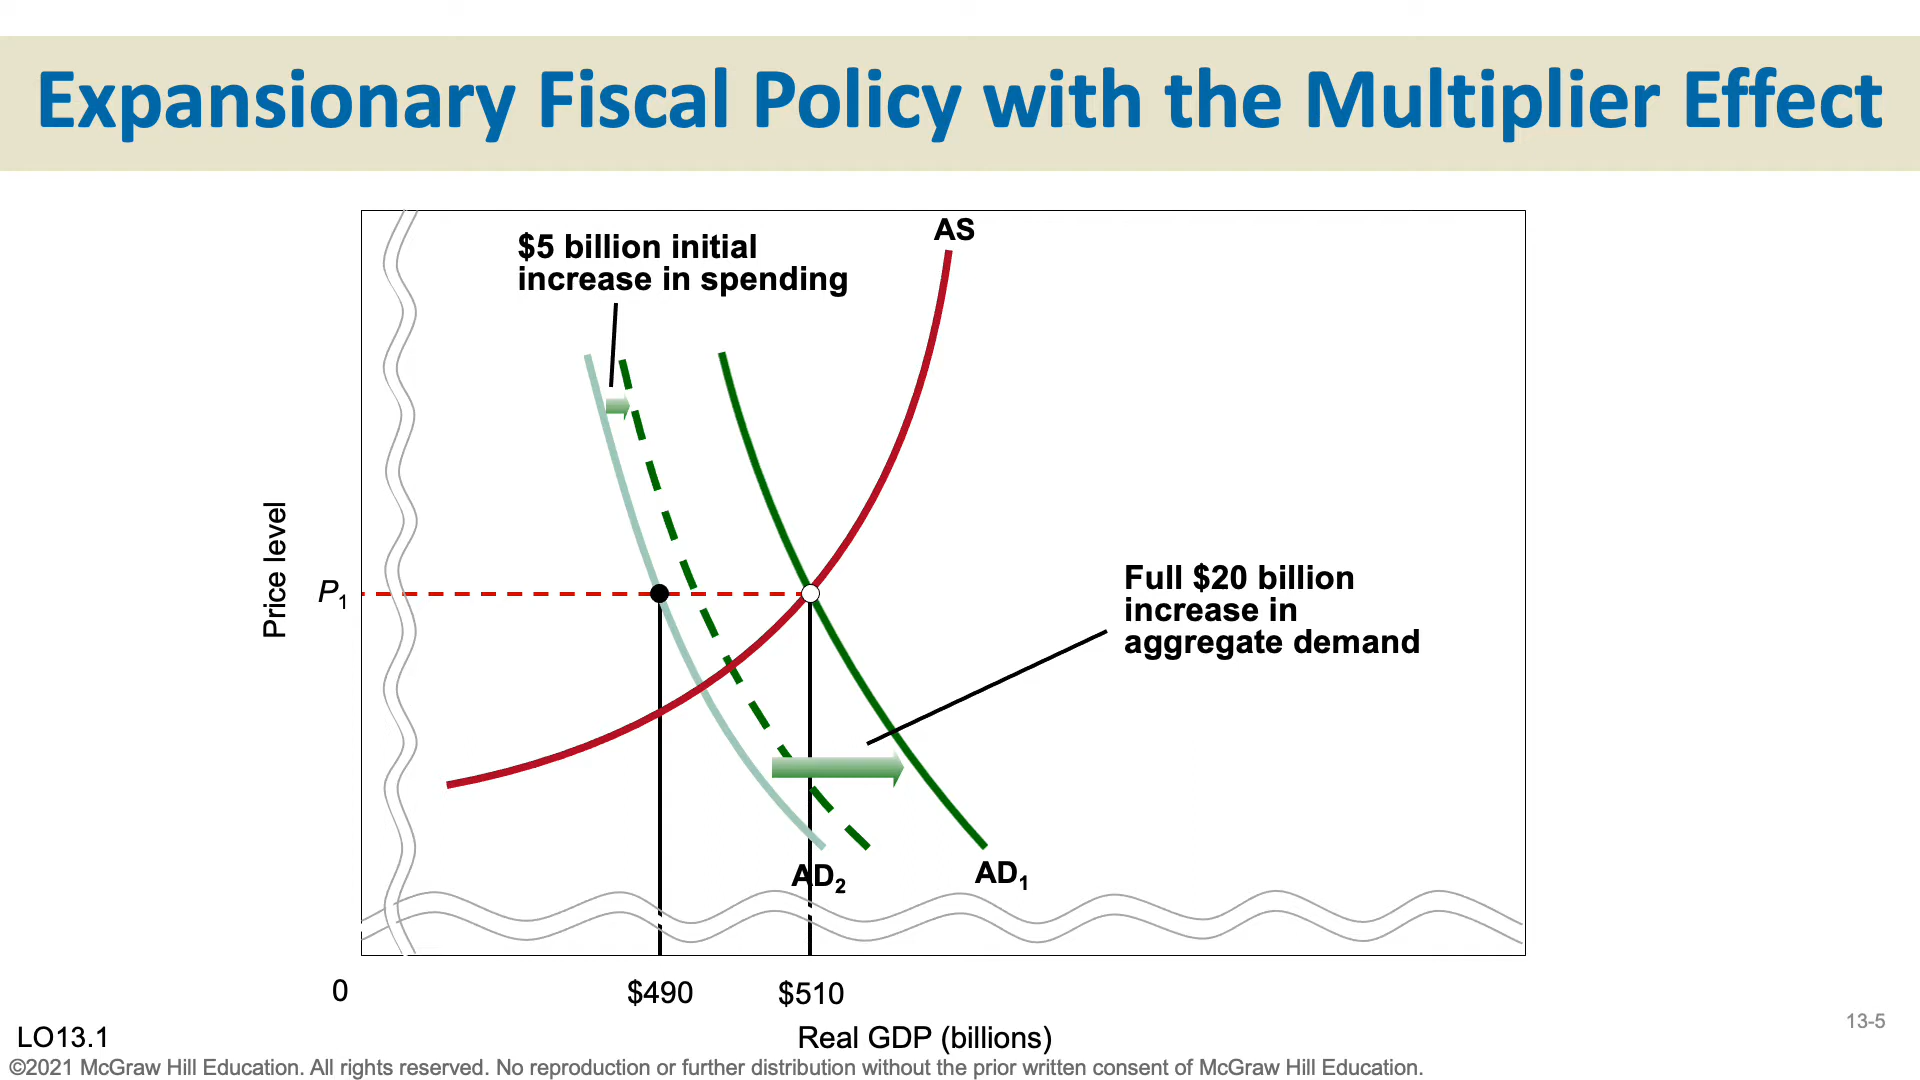 Expansionary Fiscal Policy with the Multiplier Effect
$5 billion initial
increase in spending
AS
Price level
P1
Full $20 billion
increase in
aggregate demand
AD2
AD1
0
$490
$510
Real GDP (billions)
LO13.1
13-5
©2021 McGraw Hill Education. All rights reserved. No reproduction or further distribution without the prior written consent of McGraw Hill Education.